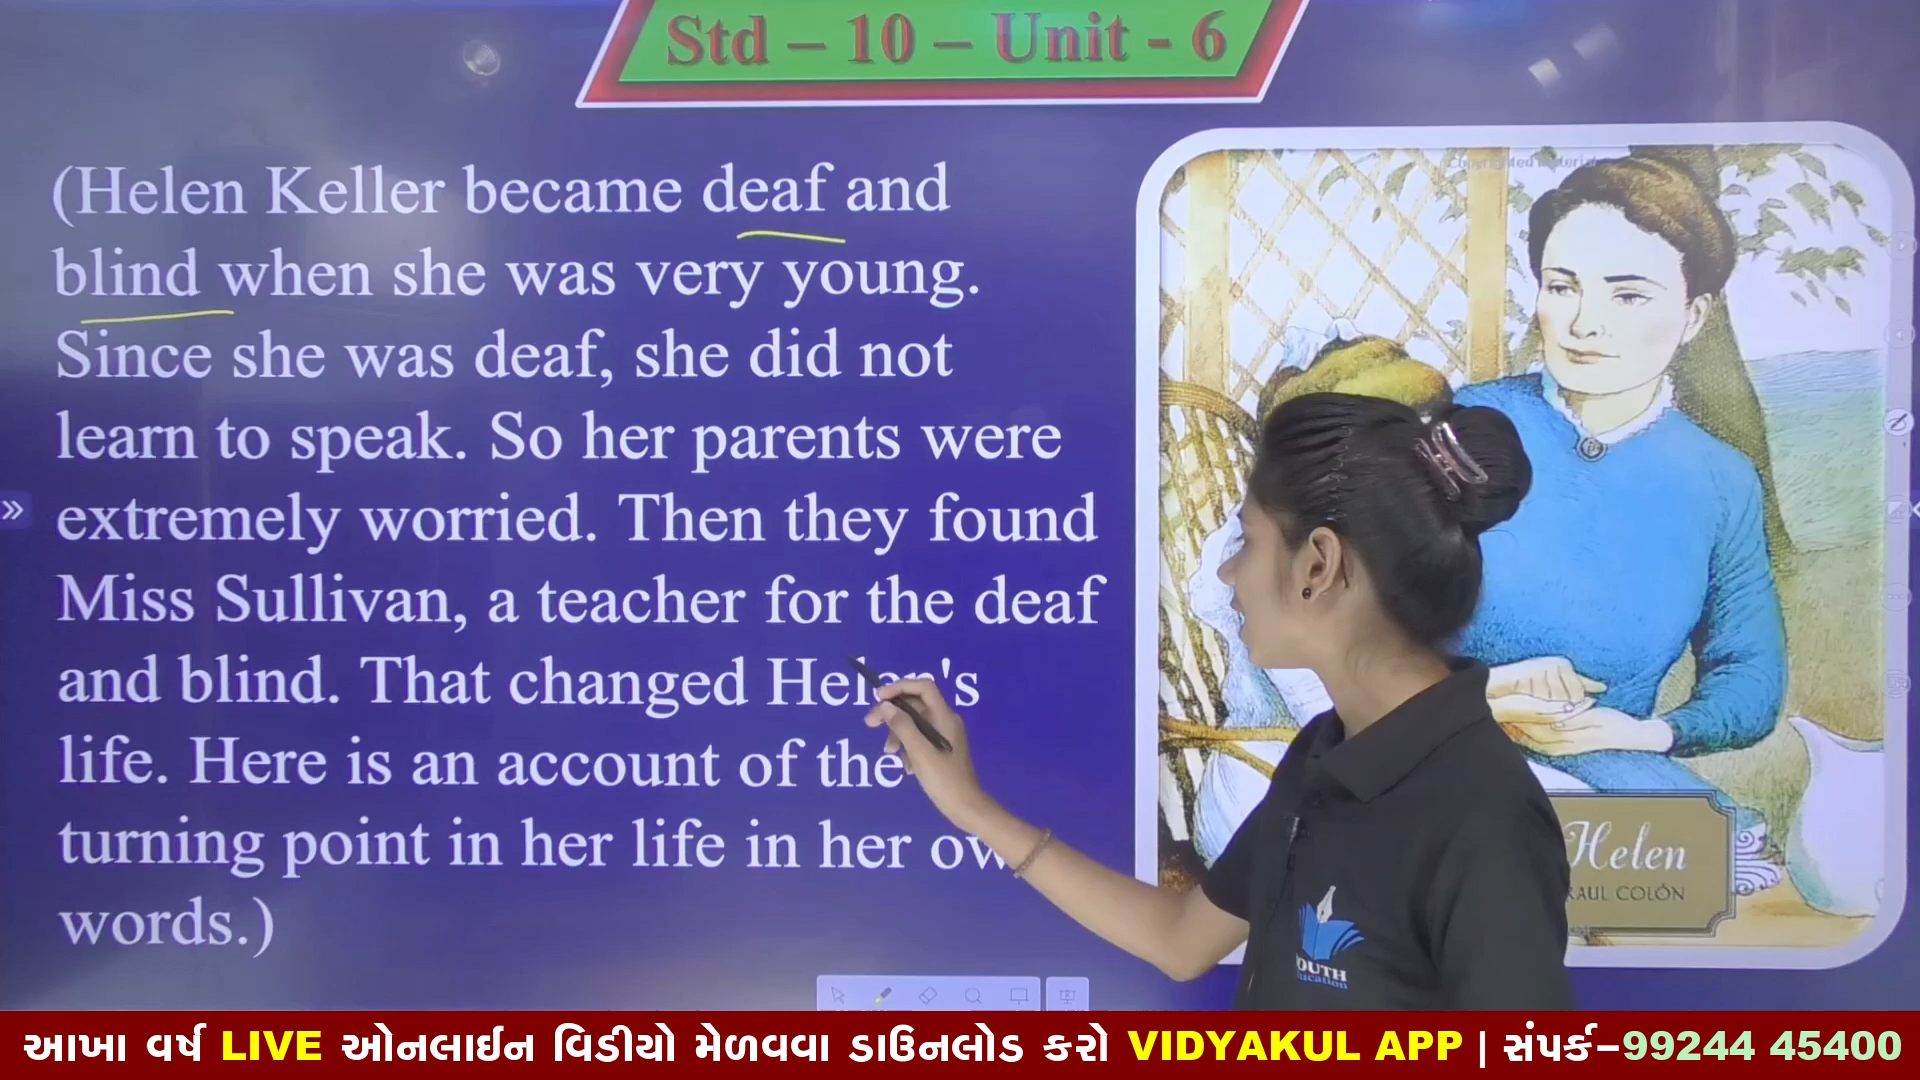 Std – 10 – Unit - 6
(Helen Keller became deaf and
blind when she was very young.
Since she was deaf, she did not
learn to speak. So her parents were
extremely worried. Then they found
Miss Sullivan, a teacher for the deaf
and blind. That changed Helen's
life. Here is an account of the
turning point in her life in her
words.)
Helen
RAUL COLÓN
આખા વર્ષ LIVE ઓનલાઈન વિડીયો મેળવવા ડાઉનલોડ કરો VIDYAKUL APP | સંપર્ક–99244 45400